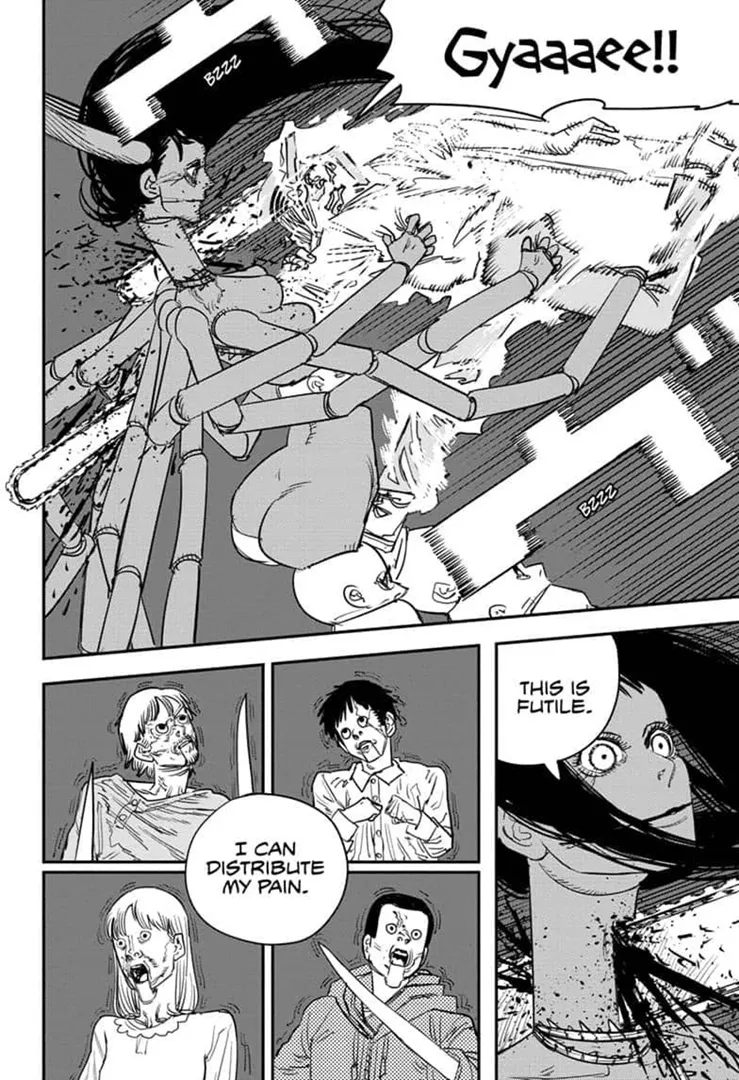 Gyaaaee!!
BZZZ
BZZZ
THIS IS
FUTILE.
I CAN
DISTRIBUTE
MY PAIN.